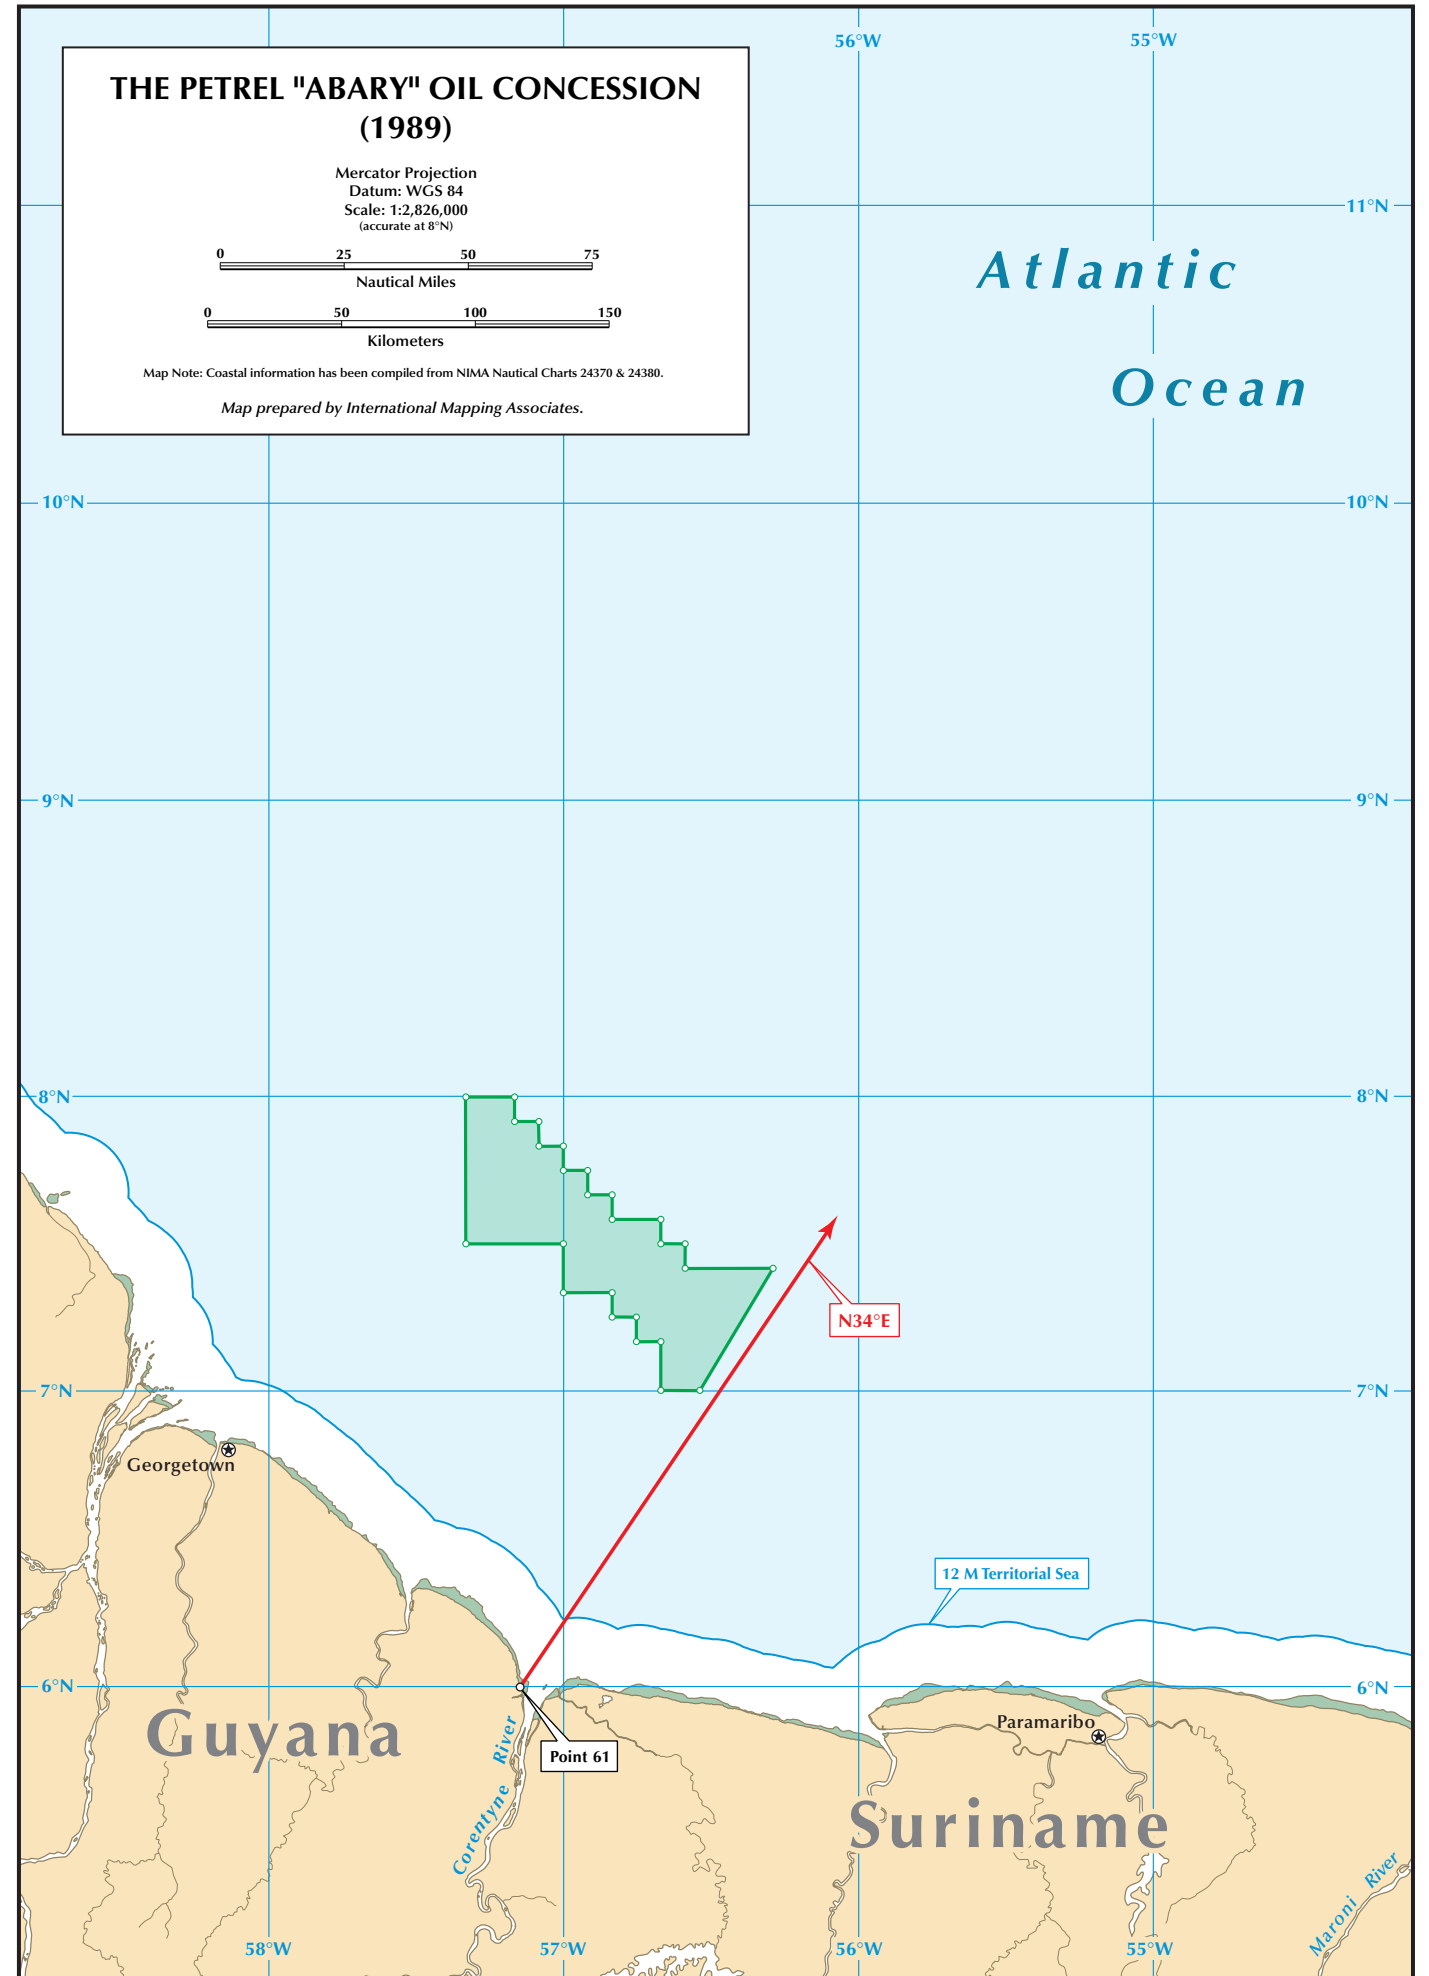 56°W
55°W
THE PETREL "ABARY" OIL CONCESSION
(1989)
Mercator Projection
Datum: WGS 84
Scale: 1:2,826,000
(accurate at 8°N)
0 25 50 75
Nautical Miles
0 50 100 150
Kilometers
Map Note: Coastal information has been compiled from NIMA Nautical Charts 24370 & 24380.
Map prepared by International Mapping Associates.
11°N
Atlantic
Ocean
10°N
10°N
9°N
9°N
8°N
8°N
N34°E
7°N
7°N
Georgetown
12 M Territorial Sea
6°N
6°N
Guyana
Corentyne River
Point 61
Paramaribo
Suriname
Maroni River
58°W
57°W
56°W
55°W